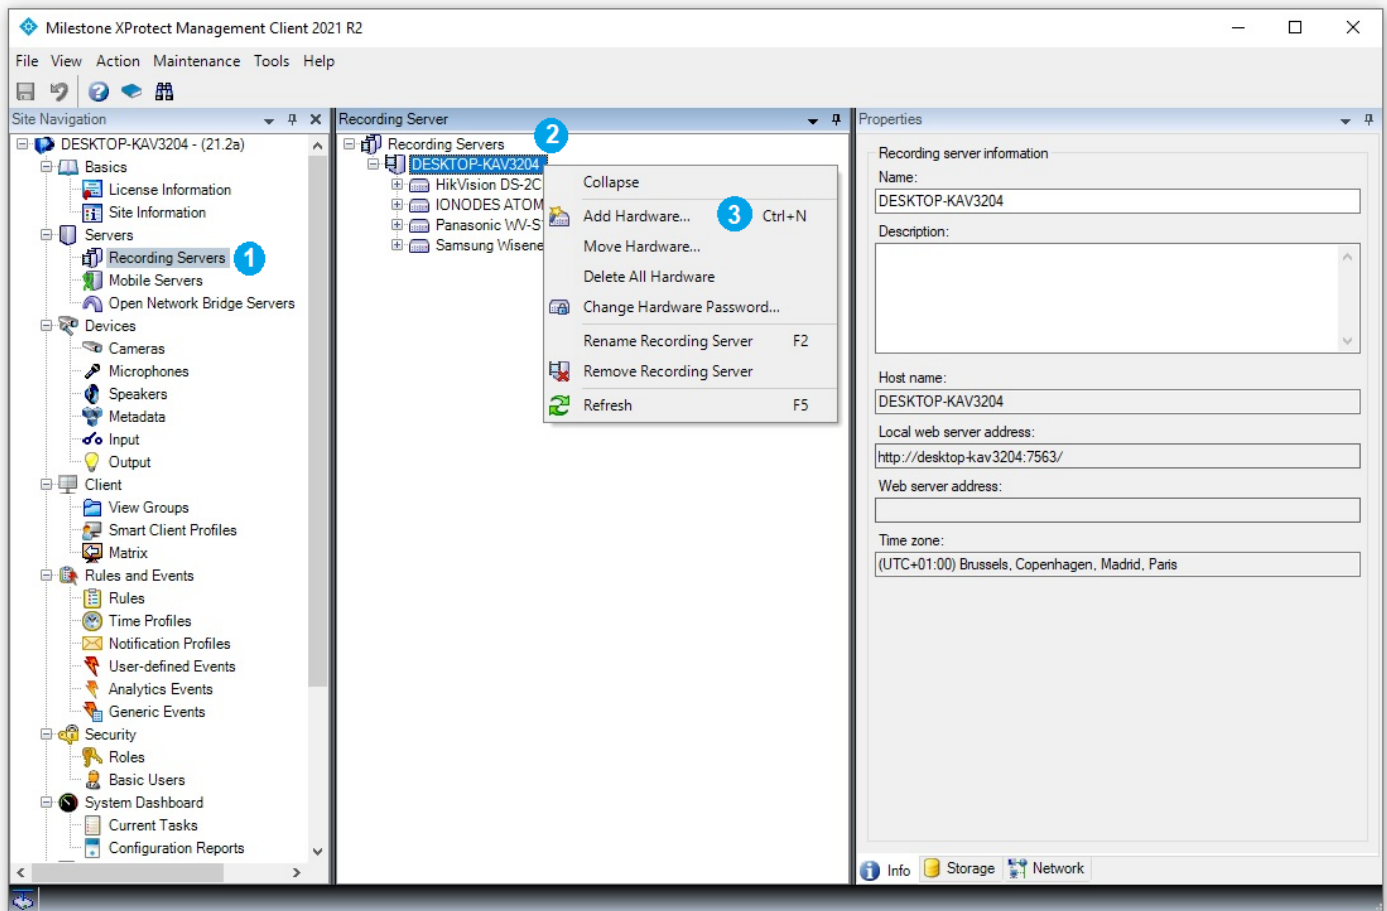 Milestone XProtect Management Client 2021 R2
File View Action Maintenance Tools Help
Site Navigation
DESKTOP-KAV3204 - (21.2a)
Basics
License Information
Site Information
Servers
Recording Servers 1
Mobile Servers
Open Network Bridge Servers
Devices
Cameras
Microphones
Speakers
Metadata
Input
Output
Client
View Groups
Smart Client Profiles
Matrix
Rules and Events
Rules
Time Profiles
Notification Profiles
User-defined Events
Analytics Events
Generic Events
Security
Roles
Basic Users
System Dashboard
Current Tasks
Configuration Reports
Recording Server
Recording Servers 2
DESKTOP-KAV3204
HikVision DS-2C
IONODES ATOM
Panasonic WV-S
Samsung Wisene
Collapse
Add Hardware... 3 Ctrl+N
Move Hardware...
Delete All Hardware
Change Hardware Password...
Rename Recording Server F2
Remove Recording Server
Refresh F5
Properties
Recording server information
Name:
DESKTOP-KAV3204
Description:
Host name:
DESKTOP-KAV3204
Local web server address:
http://desktop-kav3204:7563/
Web server address:
Time zone:
(UTC+01:00) Brussels, Copenhagen, Madrid, Paris
Info Storage Network